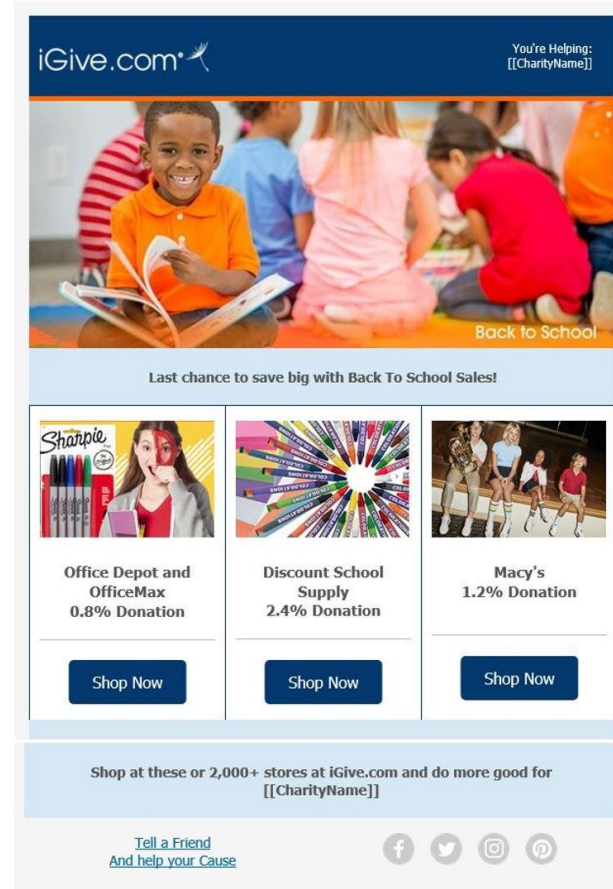 iGive.com
You're Helping:
[[CharityName]]
Back to School
Last chance to save big with Back To School Sales!
Sharpie
COLORATIONS
Office Depot and
OfficeMax
0.8% Donation
Discount School
Supply
2.4% Donation
Macy's
1.2% Donation
Shop Now
Shop Now
Shop Now
Shop at these or 2,000+ stores at iGive.com and do more good for
[[CharityName]]
Tell a Friend
And help your Cause